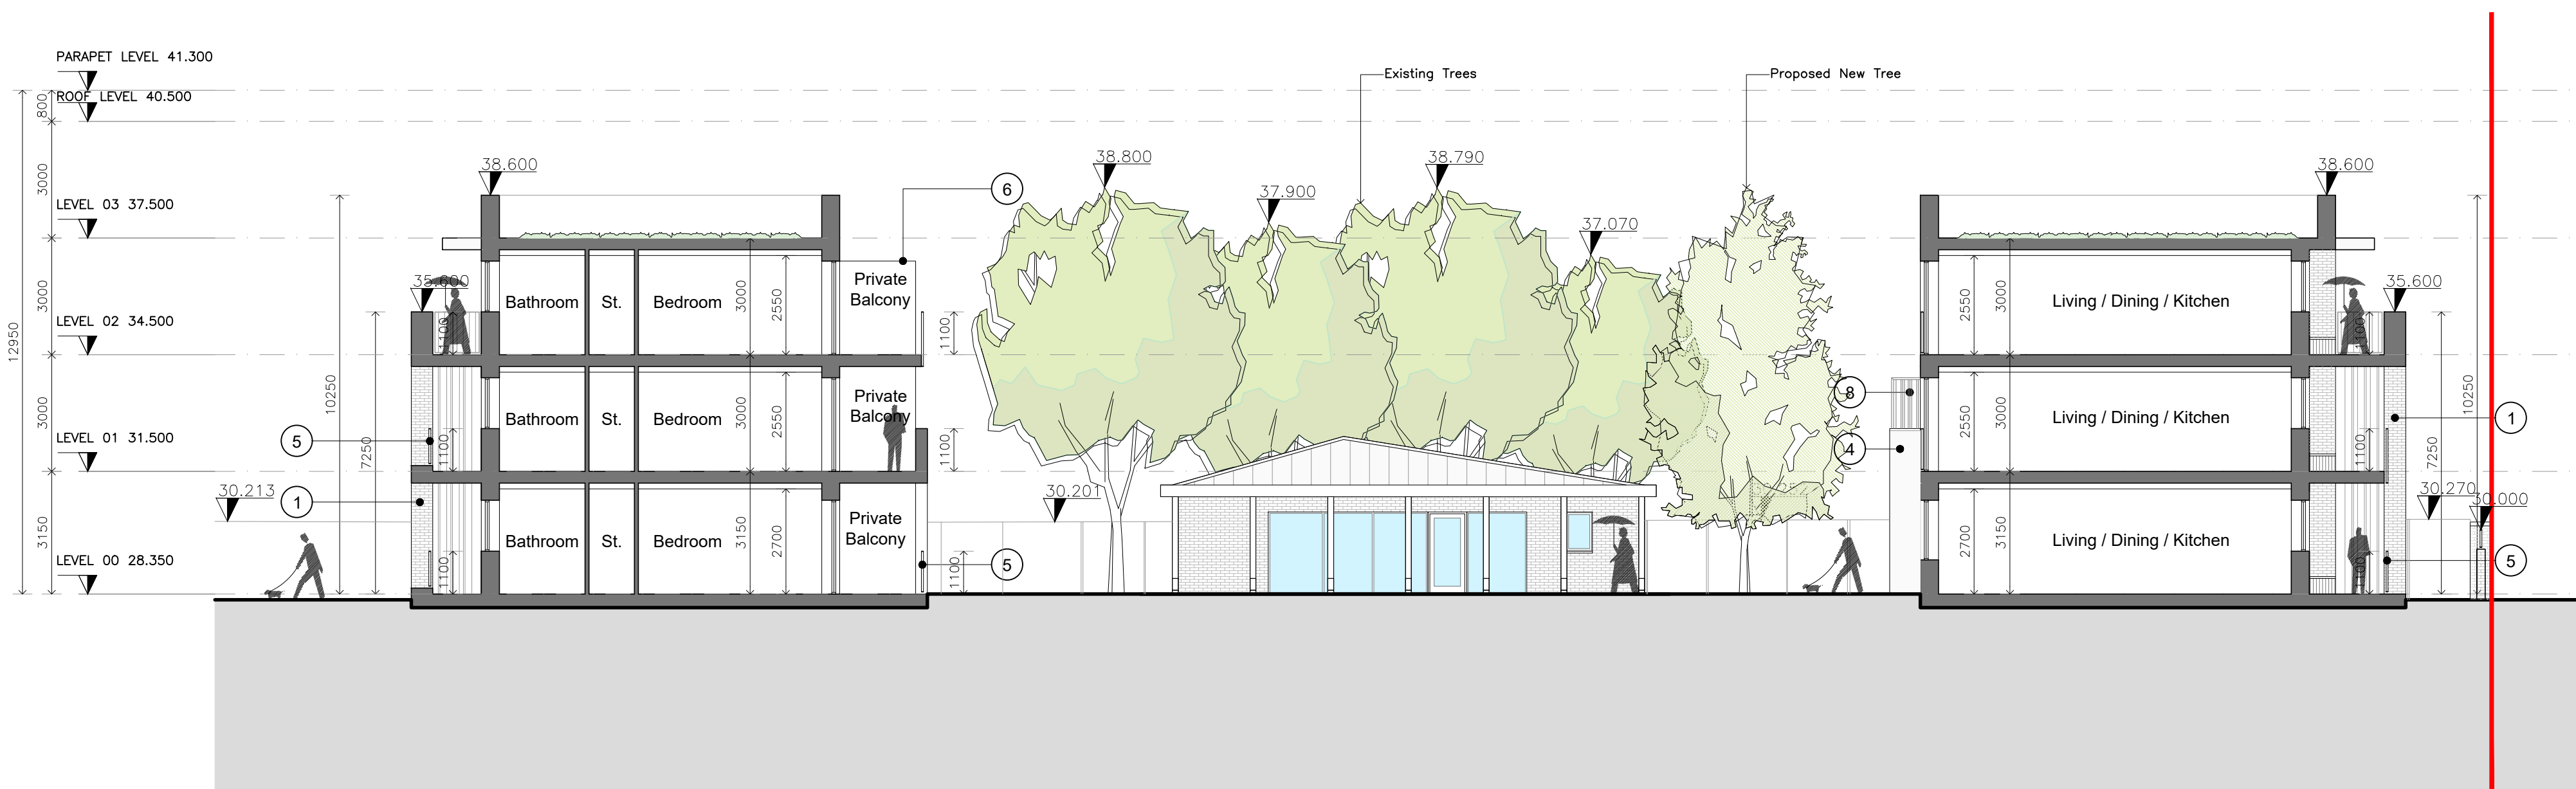 PARAPET LEVEL 41.300
ROOF LEVEL 40.500
LEVEL 03 37.500
LEVEL 02 34.500
LEVEL 01 31.500
LEVEL 00 28.350
12950
800
3000
3000
3000
3150
30.213
10250
7250
5
1
38.600
35.600
1100
1100
1100
Bathroom St. Bedroom
3000
2550
Private
Balcony
Bathroom St. Bedroom
3000
2550
Private
Balcony
Bathroom St. Bedroom
3150
2700
Private
Balcony
1100
1100
1100
6
5
30.201
38.800
37.900
Existing Trees
38.790
37.070
Proposed New Tree
8
4
38.600
35.600
2550
3000
Living / Dining / Kitchen
1100
2550
3000
Living / Dining / Kitchen
1100
2700
3150
Living / Dining / Kitchen
1100
7250
10250
30.270
30.000
1
5